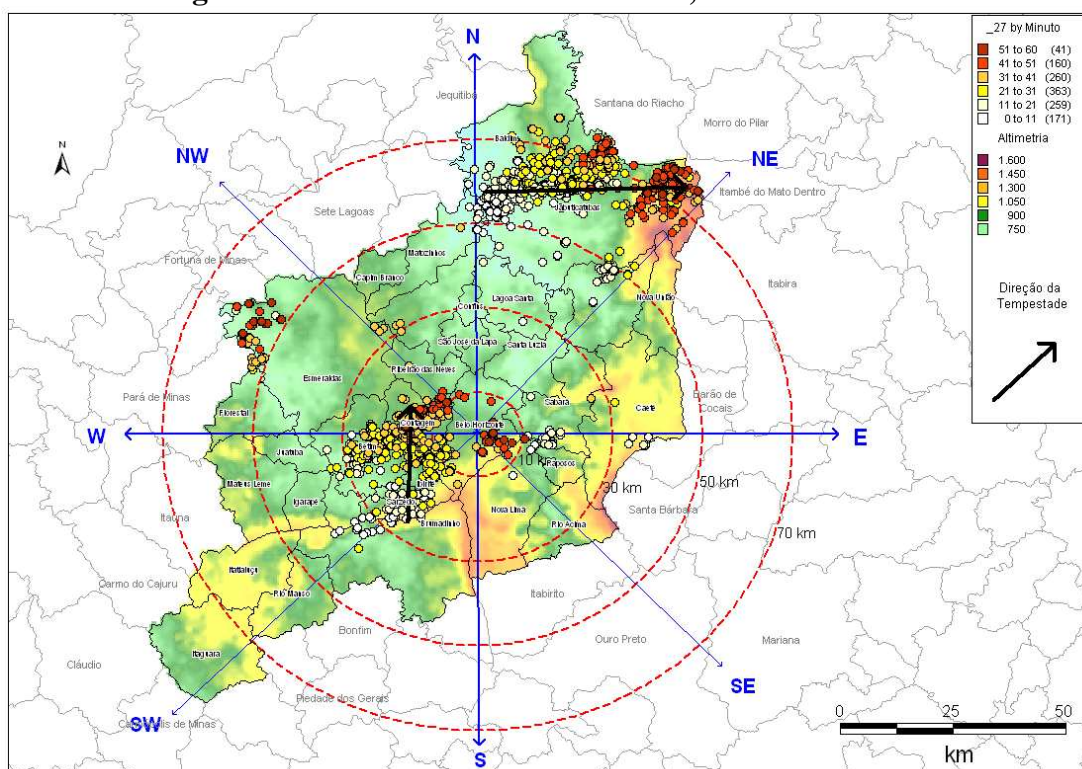 N
_27 by Minuto
51 to 60 (41)
41 to 51 (160)
31 to 41 (260)
21 to 31 (363)
11 to 21 (259)
0 to 11 (171)
Altimetria
1.600
1.450
1.300
1.050
900
750
Direção da
Tempestade
Jequitibá
Santana do Riacho
Morro do Pilar
N
NW
NE
Baldim
Itambé do Mato Dentro
Jaboticatubas
Sete Lagoas
Matozinhos
Fortuna de Minas
Capim Branco
Itabira
Lagoa Santa
Nova União
Confins
São José da Lapa
Santa Luzia
Ribeirão das Neves
Esmeraldas
Pará de Minas
Barão de
Cocais
Florestal
Sabará
Caeté
Contagem
Belo Horizonte
W
E
Betim
Juatuba
10 km
Raposos
Mateus Leme
Ibirité
30 km
50 km
Igarapé
Sarzedo
Nova Lima
Santa Bárbara
Itaúna
Brumadinho
Rio Acima
70 km
Itatiaiuçu
Carmo do Cajuru
Rio Manso
Itabirito
Bonfim
Ouro Preto
Mariana
Itaguara
Cláudio
SE
Piedade dos Gerais
SW
S
0 25 50
km